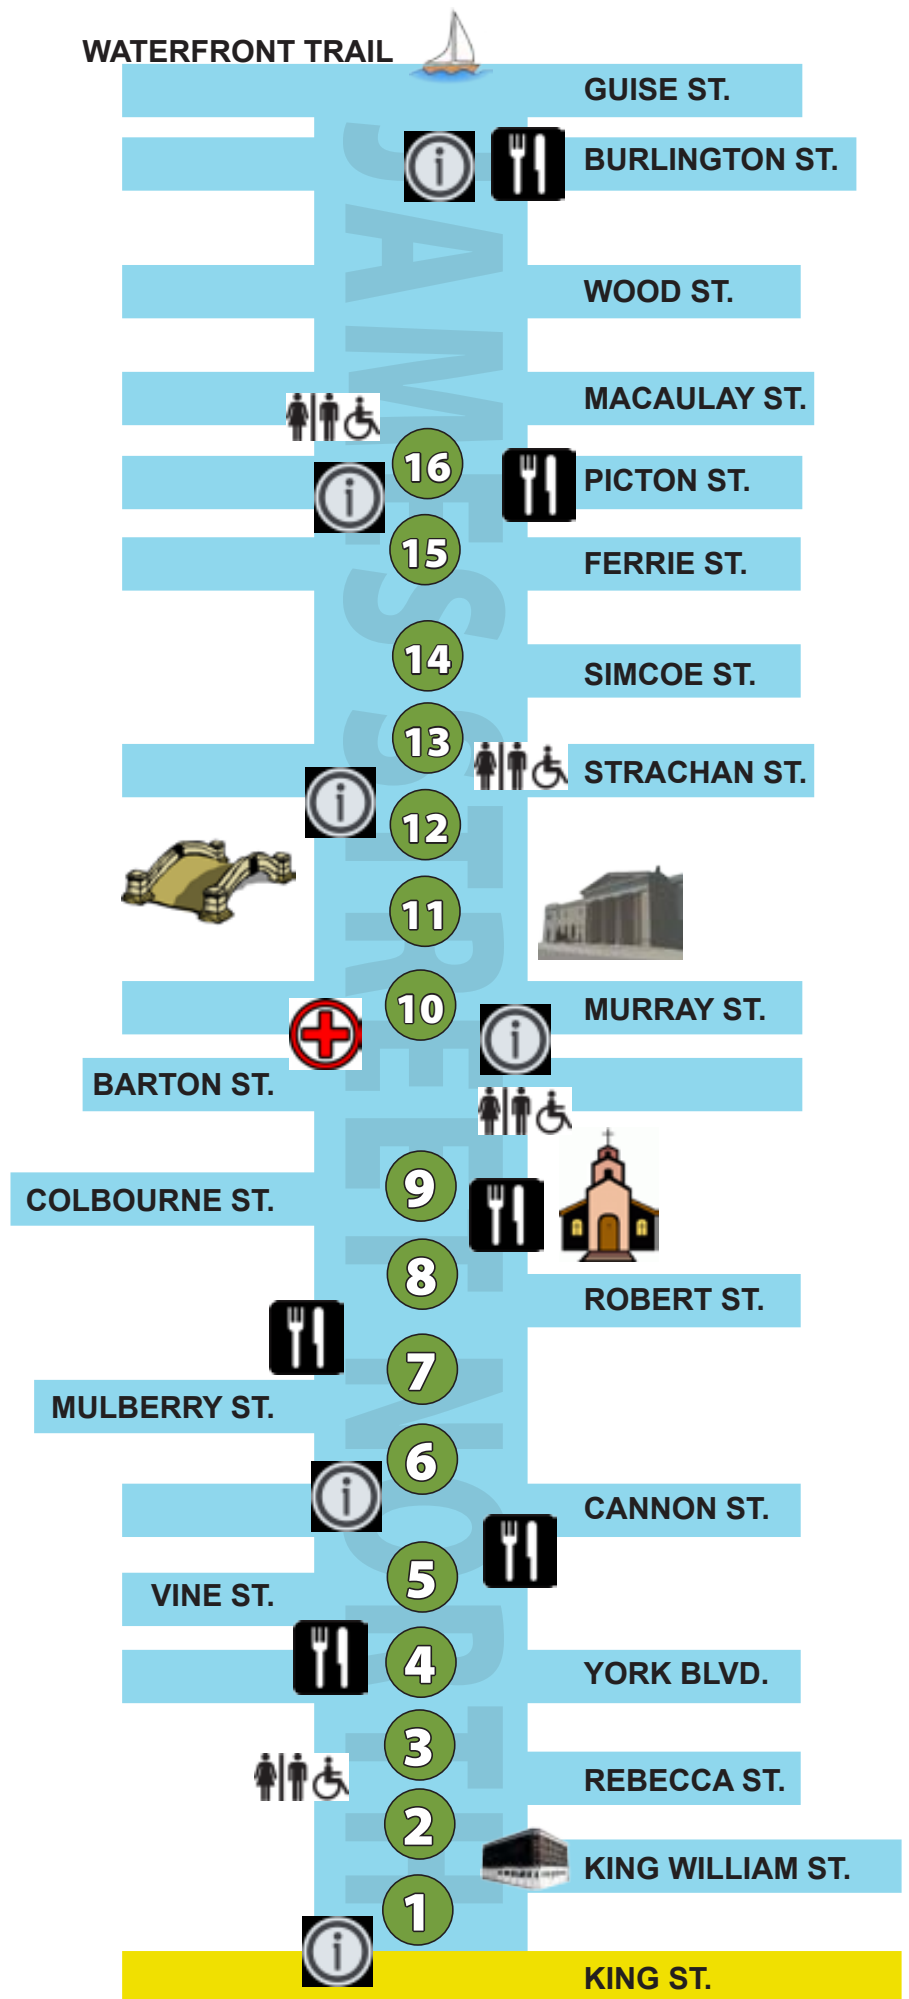 WATERFRONT TRAIL
GUISE ST.
BURLINGTON ST.
WOOD ST.
MACAULAY ST.
16
PICTON ST.
15
FERRIE ST.
14
SIMCOE ST.
13
STRACHAN ST.
12
11
10
MURRAY ST.
BARTON ST.
9
COLBOURNE ST.
8
ROBERT ST.
7
MULBERRY ST.
6
CANNON ST.
5
VINE ST.
4
YORK BLVD.
3
REBECCA ST.
2
KING WILLIAM ST.
1
KING ST.
JAMES STREET NORTH